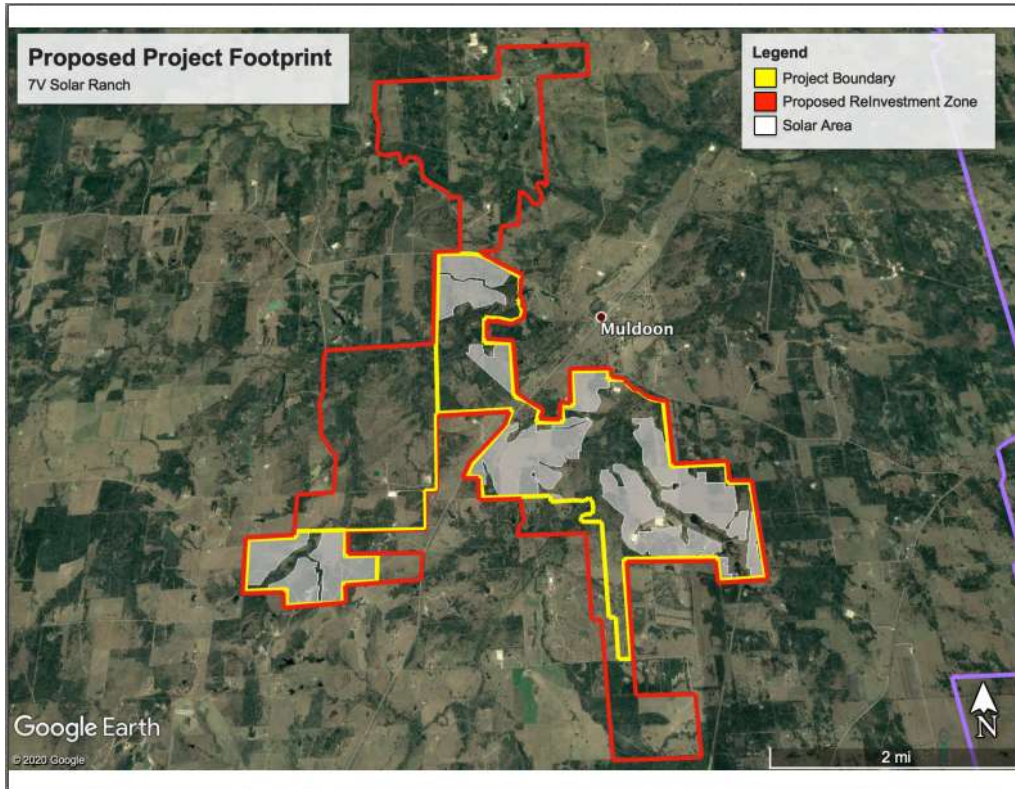 Proposed Project Footprint
7V Solar Ranch
Legend
Project Boundary
Proposed ReInvestment Zone
Solar Area
Muldoon
Google Earth
© 2020 Google
N
2 mi